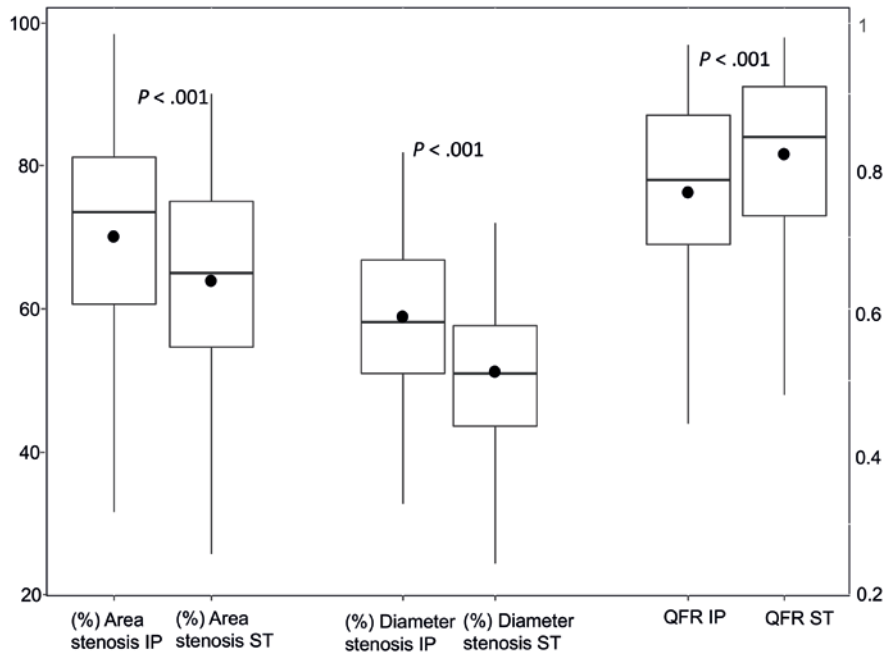 100
80
60
40
20
1
0.8
0.6
0.4
0.2
P < .001
P < .001
P < .001
(%) Area
stenosis IP
(%) Area
stenosis ST
(%) Diameter
stenosis IP
(%) Diameter
stenosis ST
QFR IP
QFR ST